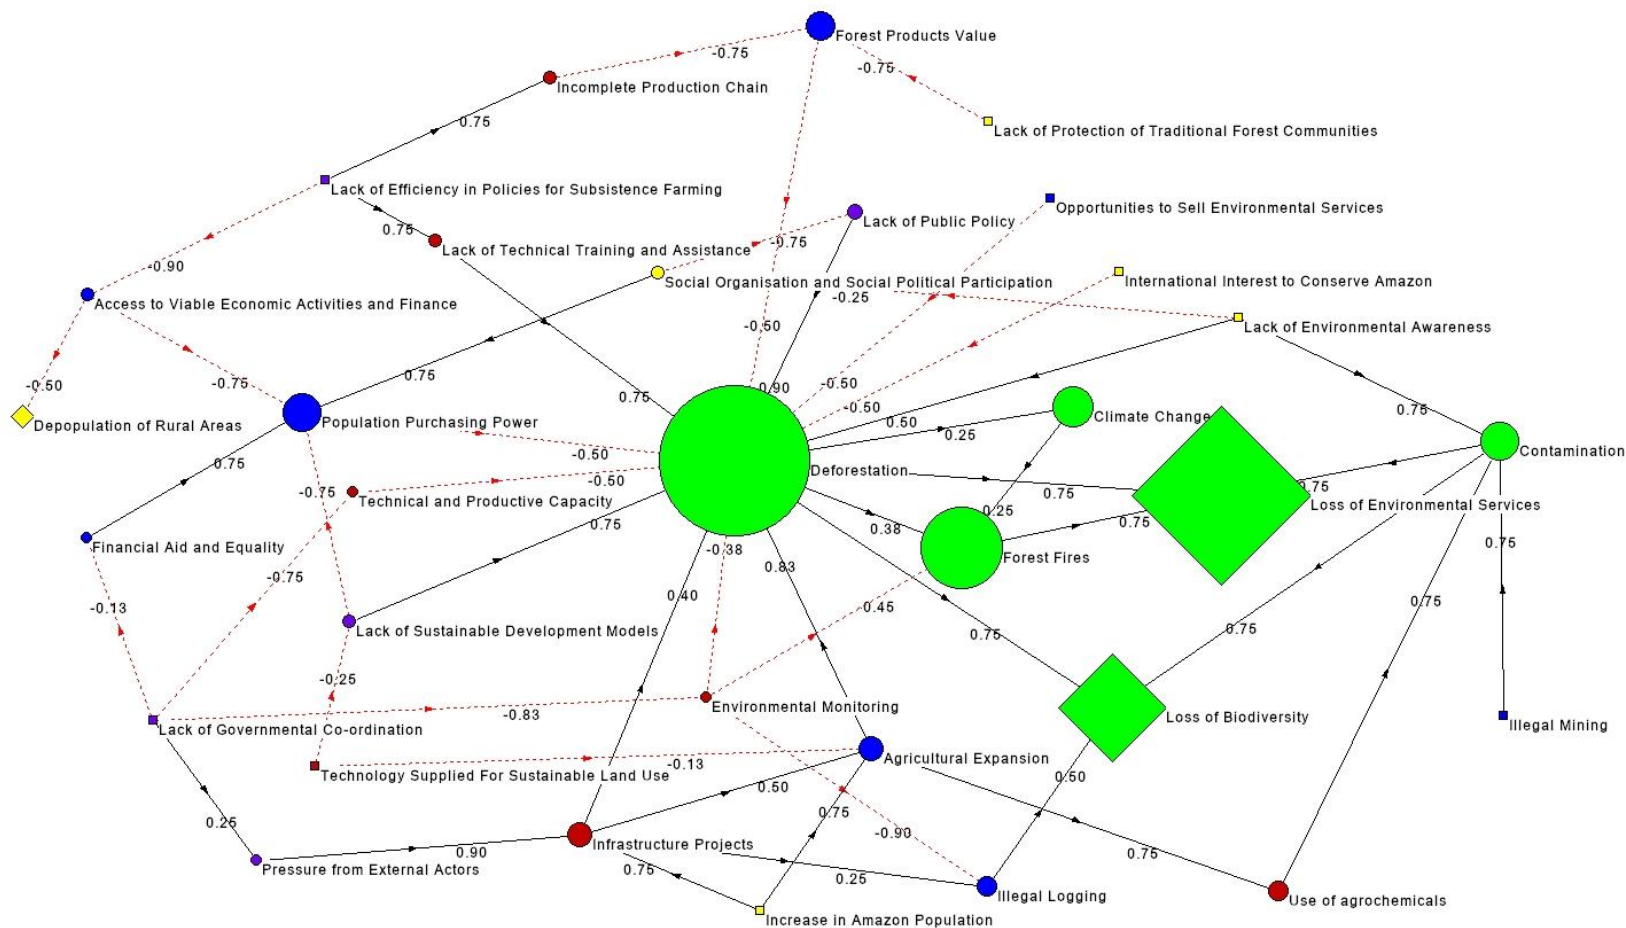 Forest Products Value
-0.75
-0.75
Incomplete Production Chain
0.75
Lack of Protection of Traditional Forest Communities
Lack of Efficiency in Policies for Subsistence Farming
Opportunities to Sell Environmental Services
Lack of Public Policy
0.75
-0.75
Lack of Technical Training and Assistance
-0.90
Social Organisation and Social Political Participation
International Interest to Conserve Amazon
-0.25
Access to Viable Economic Activities and Finance
-0.50
Lack of Environmental Awareness
0.75
-0.50
-0.75
0.90
-0.50
0.75
-0.50
0.75
Depopulation of Rural Areas
Population Purchasing Power
0.50
0.25
Climate Change
Contamination
-0.50
0.75
Deforestation
-0.50
-0.75
0.75
0.75
Technical and Productive Capacity
Loss of Environmental Services
0.75
0.25
0.75
0.38
Financial Aid and Equality
-0.38
Forest Fires
0.75
-0.75
0.83
0.40
-0.13
-0.45
0.75
Lack of Sustainable Development Models
0.75
0.75
-0.25
Environmental Monitoring
-0.83
Loss of Biodiversity
Illegal Mining
Lack of Governmental Co-ordination
Agricultural Expansion
-0.13
Technology Supplied For Sustainable Land Use
0.50
0.50
0.75
0.25
-0.90
Infrastructure Projects
0.90
0.75
Pressure from External Actors
0.75
0.25
Illegal Logging
Use of agrochemicals
Increase in Amazon Population